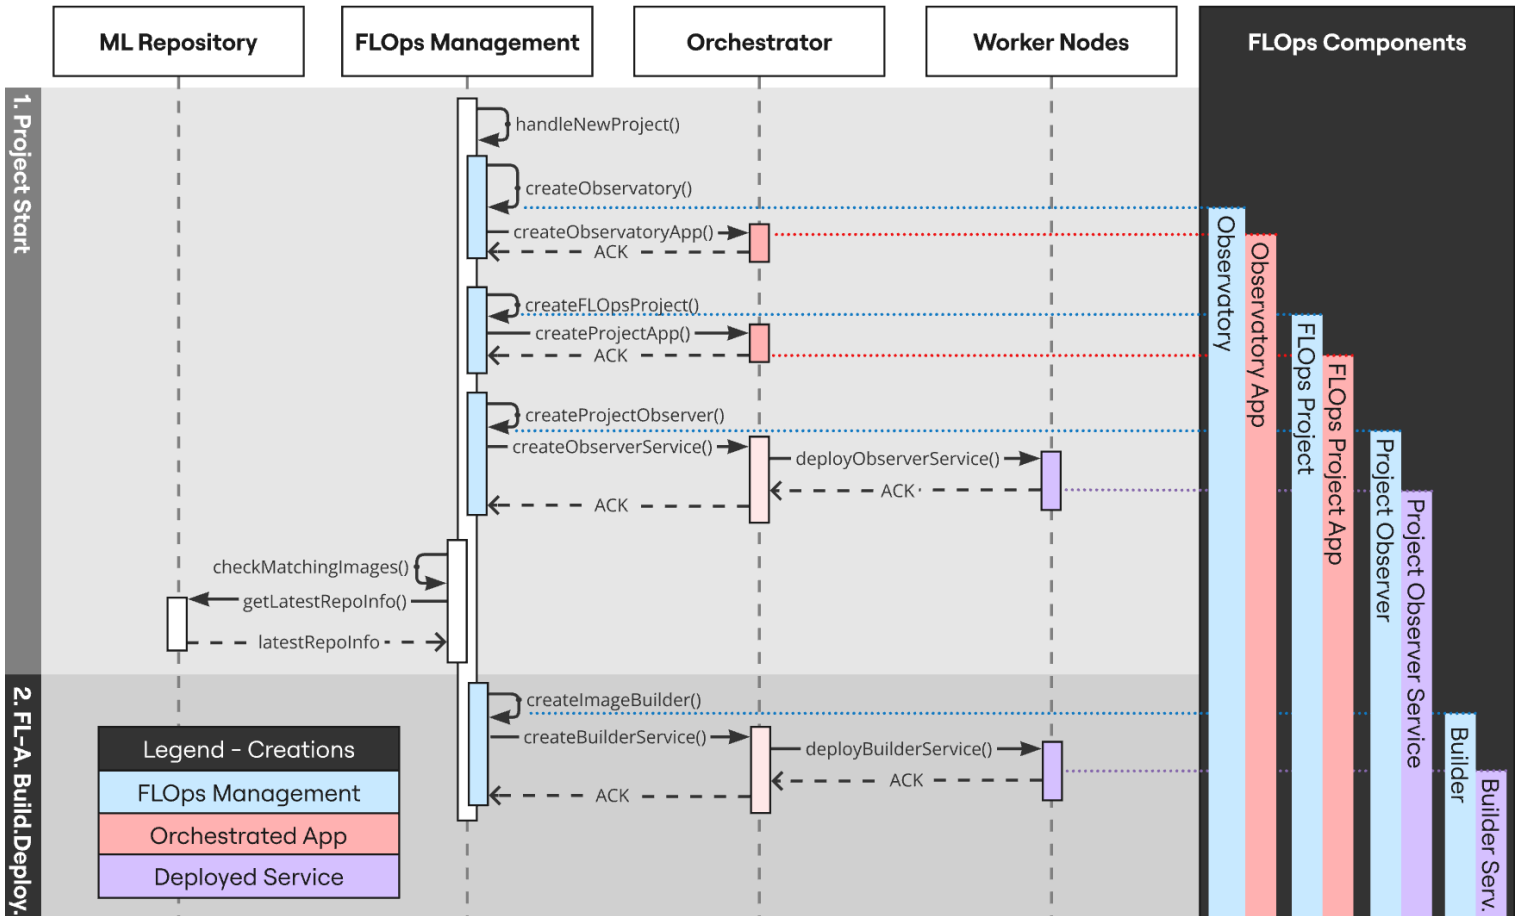 ML Repository
FLOps Management
Orchestrator
Worker Nodes
FLOps Components
1. Project Start
handleNewProject()
createObservatory()
createObservatoryApp()
ACK
createFLOpsProject()
createProjectApp()
ACK
createProjectObserver()
createObserverService()
deployObserverService()
ACK
ACK
checkMatchingImages()
getLatestRepoInfo()
latestRepoInfo
2. FL-A. Build.Deploy.
createImageBuilder()
createBuilderService()
deployBuilderService()
ACK
ACK
Legend - Creations
FLOps Management
Orchestrated App
Deployed Service
Observatory
Observatory App
FLOps Project
FLOps Project App
Project Observer
Project Observer Service
Builder
Builder Serv.